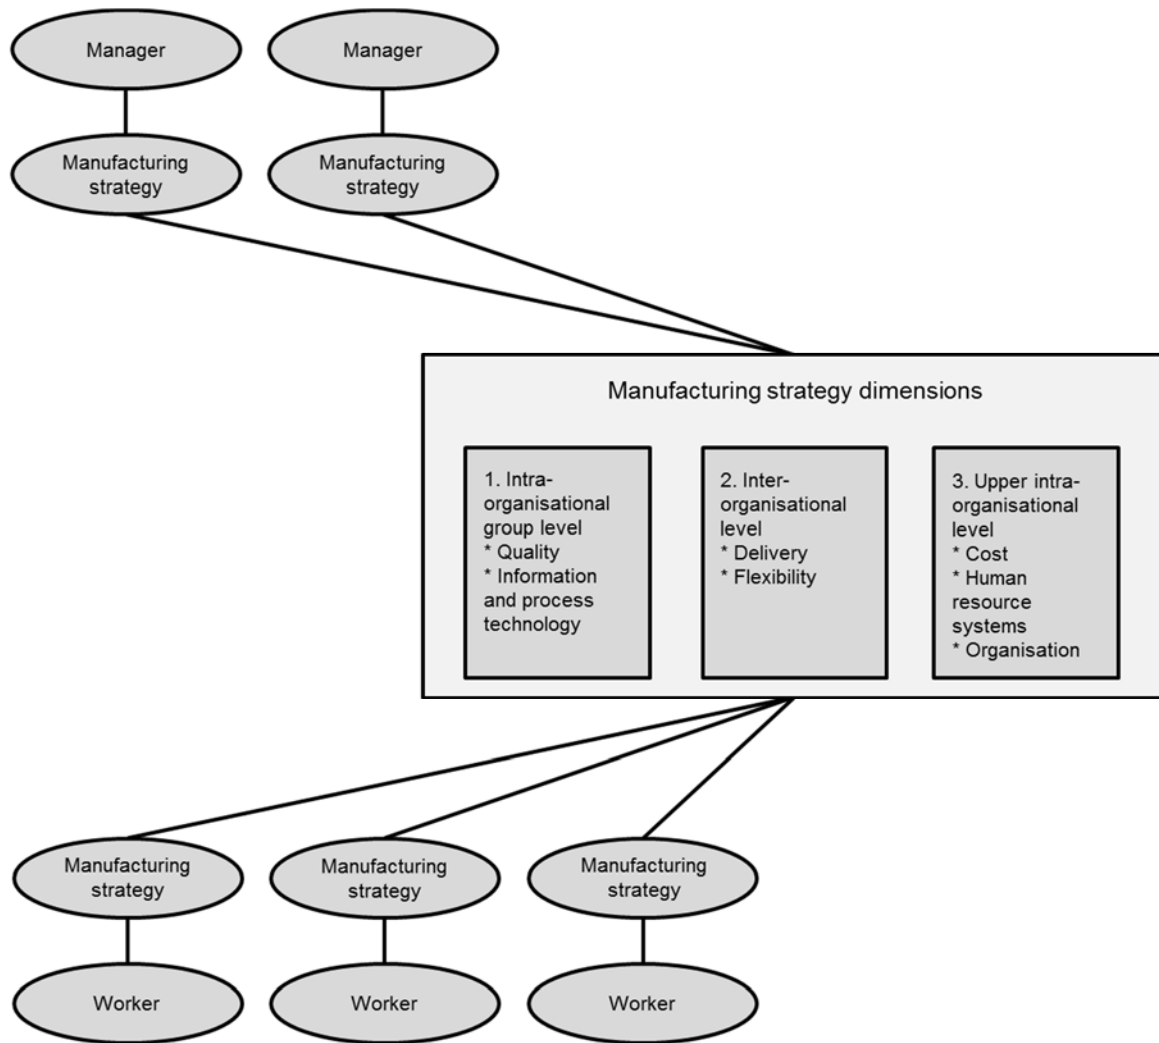 Manager
Manager
Manufacturing
strategy
Manufacturing
strategy
Manufacturing strategy dimensions
1. Intra-
organisational
group level
* Quality
* Information
and process
technology
2. Inter-
organisational
level
* Delivery
* Flexibility
3. Upper intra-
organisational
level
* Cost
* Human
resource
systems
* Organisation
Manufacturing
strategy
Manufacturing
strategy
Manufacturing
strategy
Worker
Worker
Worker